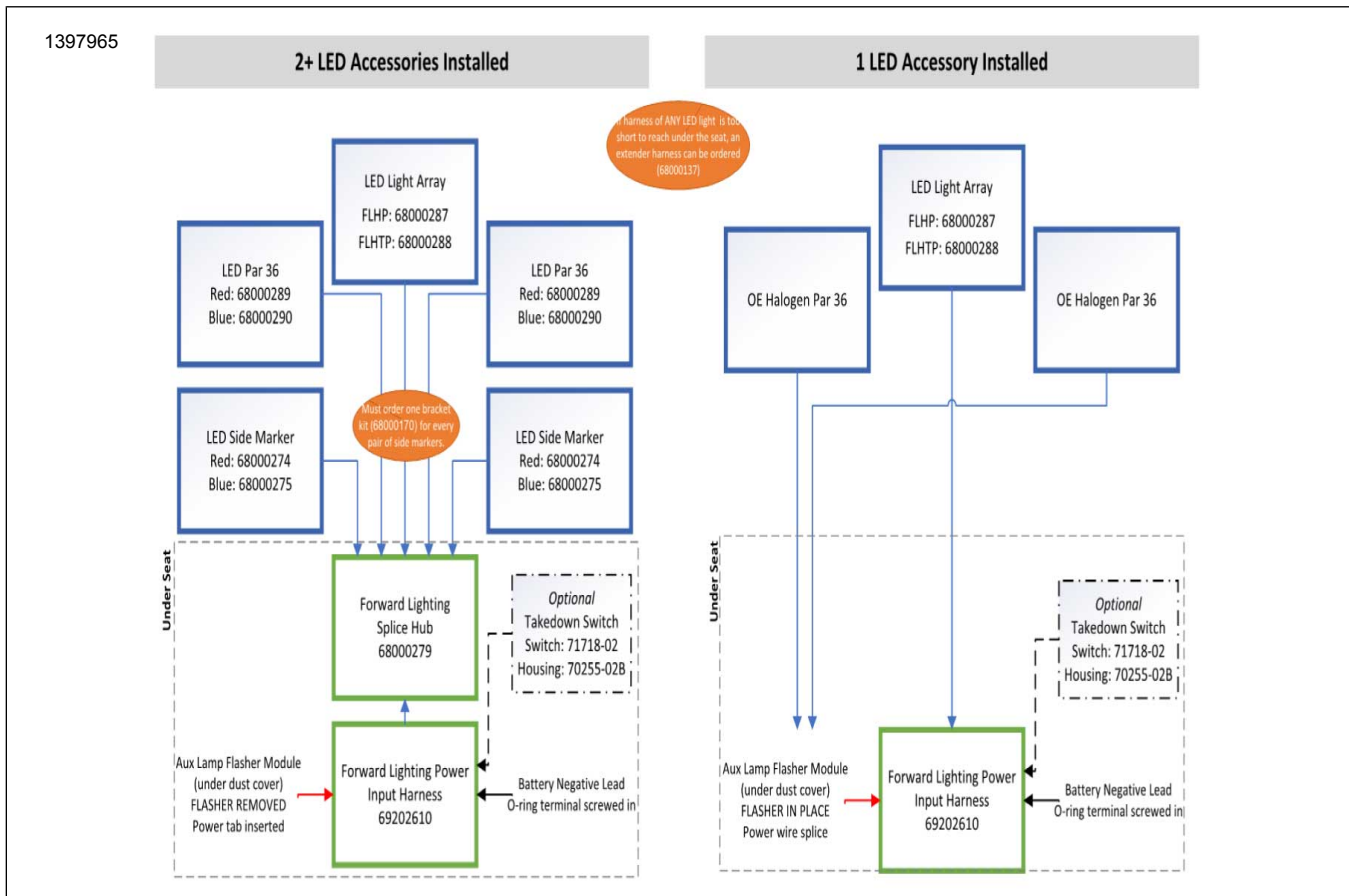 1397965
2+ LED Accessories Installed
1 LED Accessory Installed
harness of ANY LED light is too
short to reach under the seat, an
extender harness can be ordered
(68000137)
LED Light Array
FLHP: 68000287
FLHTP: 68000288
LED Par 36
Red: 68000289
Blue: 68000290
LED Par 36
Red: 68000289
Blue: 68000290
Must order one bracket
kit (68000170) for every
pair of side markers.
LED Side Marker
Red: 68000274
Blue: 68000275
LED Side Marker
Red: 68000274
Blue: 68000275
Under Seat
Forward Lighting
Splice Hub
68000279
Optional
Takedown Switch
Switch: 71718-02
Housing: 70255-02B
Aux Lamp Flasher Module
(under dust cover)
FLASHER REMOVED
Power tab inserted
Forward Lighting Power
Input Harness
69202610
Battery Negative Lead
O-ring terminal screwed in
LED Light Array
FLHP: 68000287
FLHTP: 68000288
OE Halogen Par 36
OE Halogen Par 36
Under Seat
Optional
Takedown Switch
Switch: 71718-02
Housing: 70255-02B
Aux Lamp Flasher Module
(under dust cover)
FLASHER IN PLACE
Power wire splice
Forward Lighting Power
Input Harness
69202610
Battery Negative Lead
O-ring terminal screwed in